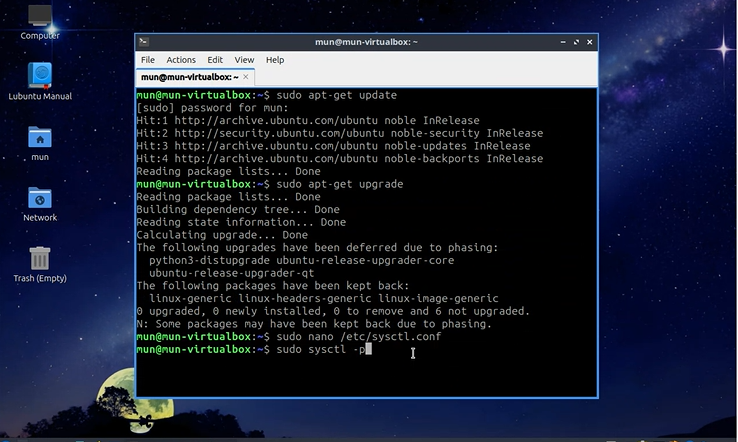 Computer
Lubuntu Manual
mun
Network
Trash (Empty)
mun@mun-virtualbox: ~
File Actions Edit View Help
mun@mun-virtualbox: ~
mun@mun-virtualbox:~$ sudo apt-get update
[sudo] password for mun:
Hit:1 http://archive.ubuntu.com/ubuntu noble InRelease
Hit:2 http://security.ubuntu.com/ubuntu noble-security InRelease
Hit:3 http://archive.ubuntu.com/ubuntu noble-updates InRelease
Hit:4 http://archive.ubuntu.com/ubuntu noble-backports InRelease
Reading package lists... Done
mun@mun-virtualbox:~$ sudo apt-get upgrade
Reading package lists... Done
Building dependency tree... Done
Reading state information... Done
Calculating upgrade... Done
The following upgrades have been deferred due to phasing:
python3-distupgrade ubuntu-release-upgrader-core
ubuntu-release-upgrader-qt
The following packages have been kept back:
linux-generic linux-headers-generic linux-image-generic
0 upgraded, 0 newly installed, 0 to remove and 6 not upgraded.
N: Some packages may have been kept back due to phasing.
mun@mun-virtualbox:~$ sudo nano /etc/sysctl.conf
mun@mun-virtualbox:~$ sudo sysctl -p